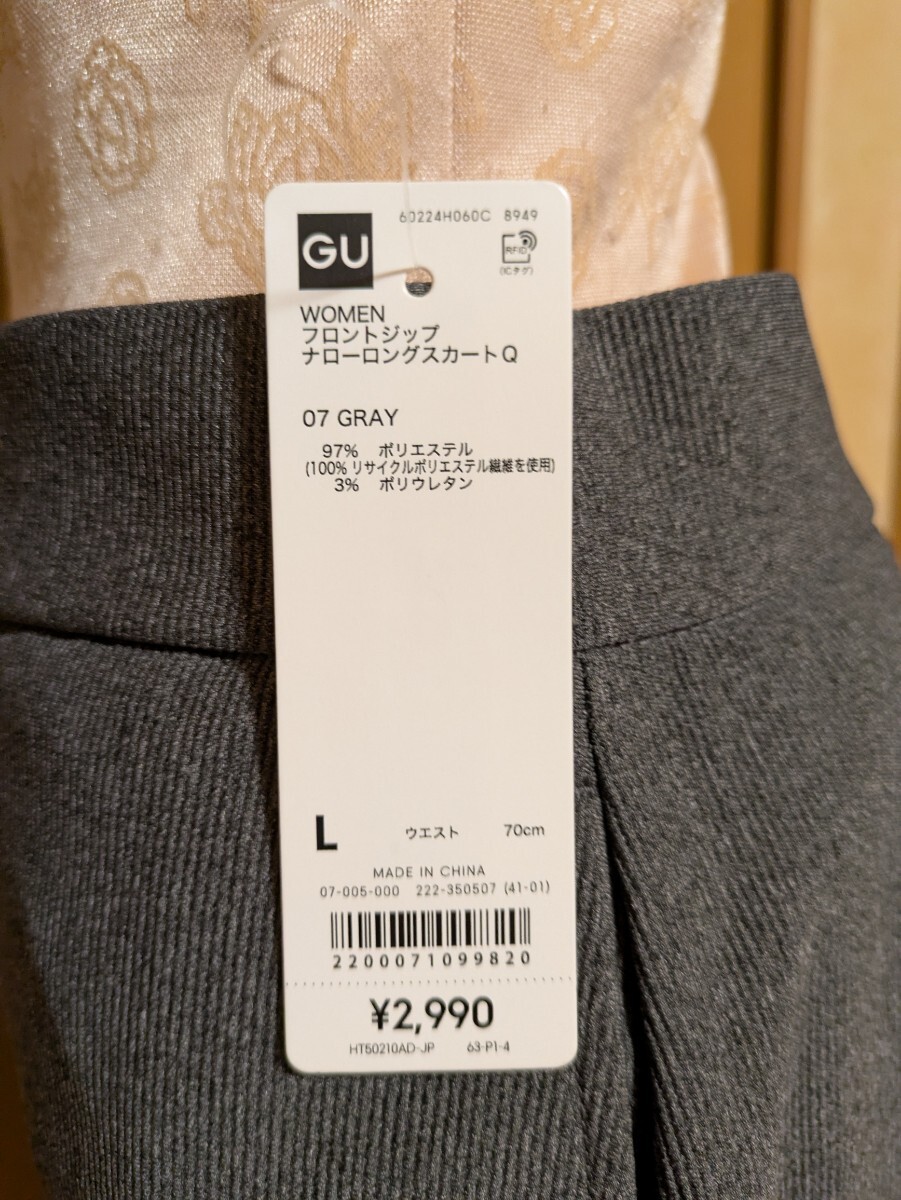 60224H060C 8949
GU
RFID
(ICタグ)
WOMEN
フロントジップ
ナローロングスカートQ
07 GRAY
97% ポリエステル
(100% リサイクルポリエステル繊維を使用)
3% ポリウレタン
L ウエスト 70cm
MADE IN CHINA
07-005-000 222-350507 (41-01)
2200071099820
¥2,990
HT50210AD-JP 63-P1-4